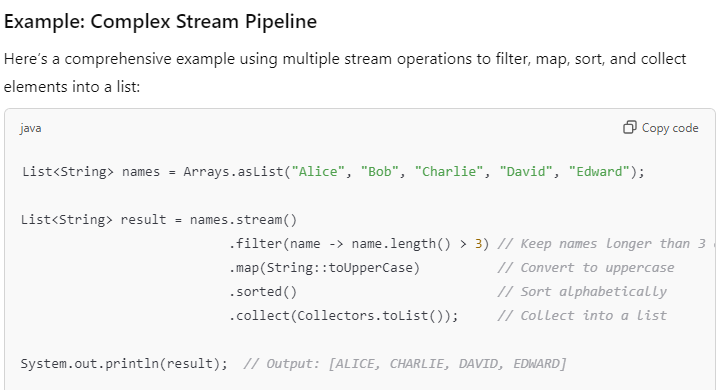 Example: Complex Stream Pipeline
Here's a comprehensive example using multiple stream operations to filter, map, sort, and collect
elements into a list:
java
Copy code
List<String> names = Arrays.asList("Alice", "Bob", "Charlie", "David", "Edward");
List<String> result = names.stream()
.filter(name -> name.length() > 3) // Keep names longer than 3
.map(String::toUpperCase) // Convert to uppercase
.sorted() // Sort alphabetically
.collect(Collectors.toList()); // Collect into a list
System.out.println(result); // Output: [ALICE, CHARLIE, DAVID, EDWARD]